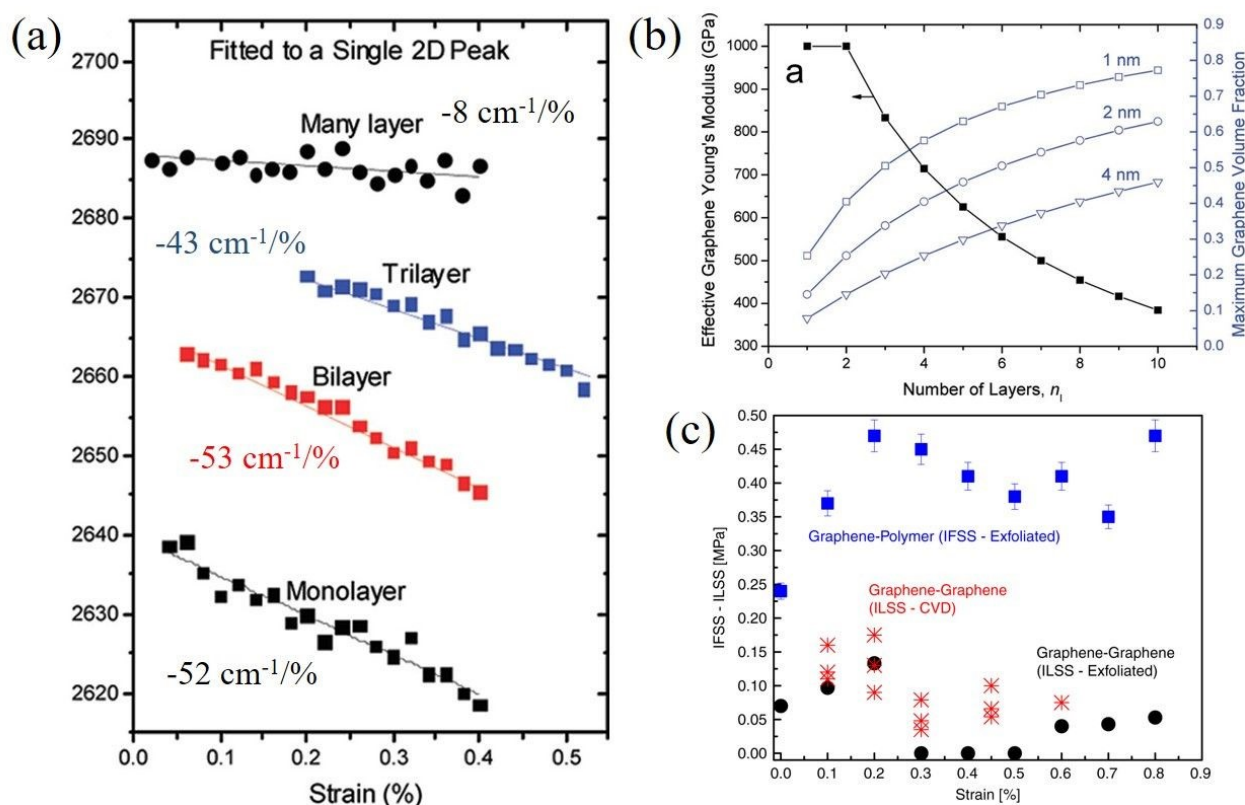 (a)
Fitted to a Single 2D Peak
-8 cm-1/%
Many layer
-43 cm-1/%
Trilayer
Bilayer
-53 cm-1/%
Monolayer
-52 cm-1/%
2700
2690
2680
2670
2660
2650
2640
2630
2620
0.0 0.1 0.2 0.3 0.4 0.5
Strain (%)
(b)
a
1 nm
2 nm
4 nm
Effective Graphene Young's Modulus (GPa)
1000
900
800
700
600
500
400
300
Maximum Graphene Volume Fraction
0.9
0.8
0.7
0.6
0.5
0.4
0.3
0.2
0.1
0.0
0 2 4 6 8 10
Number of Layers, nl
(c)
IFSS - ILSS [MPa]
0.50
0.45
0.40
0.35
0.30
0.25
0.20
0.15
0.10
0.05
0.00
Graphene-Polymer (IFSS - Exfoliated)
Graphene-Graphene
(ILSS - CVD)
Graphene-Graphene
(ILSS - Exfoliated)
0.0 0.1 0.2 0.3 0.4 0.5 0.6 0.7 0.8 0.9
Strain [%]